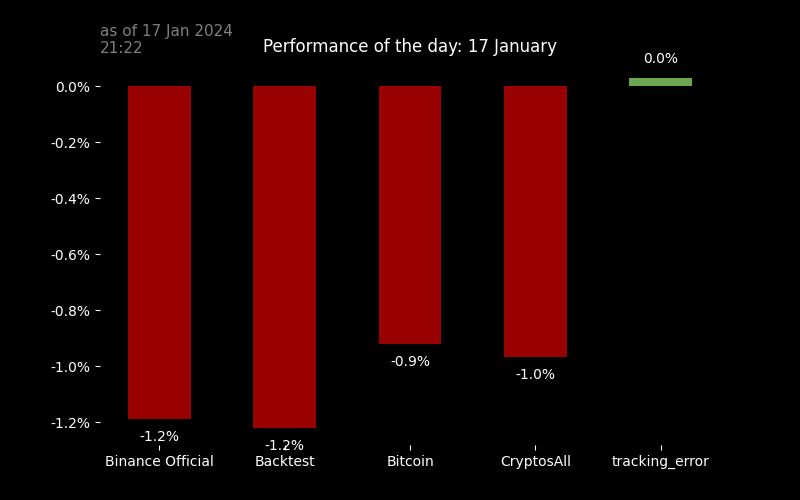 as of 17 Jan 2024
21:22
Performance of the day: 17 January
0.0%
0.0%
-0.2%
-0.4%
-0.6%
-0.8%
-1.0%
-1.2%
-1.2%
-1.2%
-0.9%
-1.0%
Binance Official
Backtest
Bitcoin
CryptosAll
tracking_error